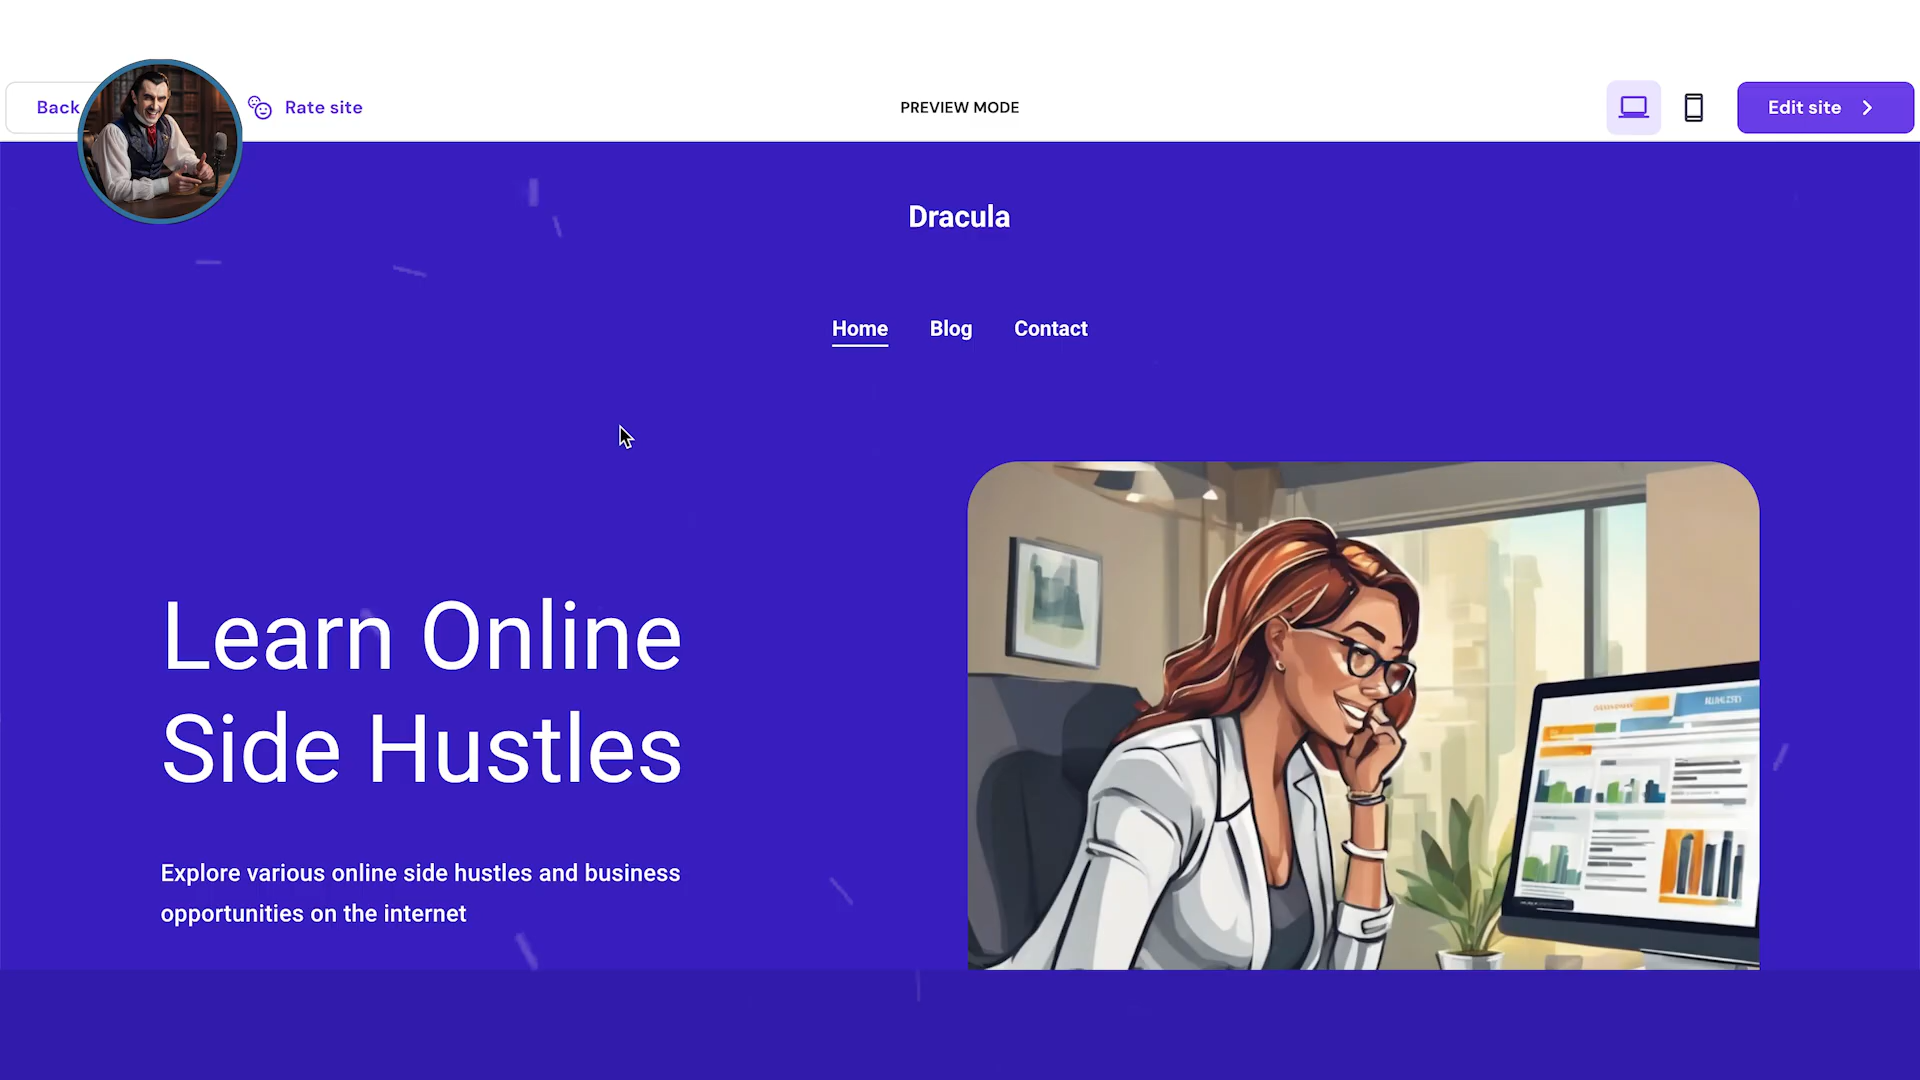 Back
Rate site
PREVIEW MODE
Edit site
Dracula
Home Blog Contact
Learn Online
Side Hustles
Explore various online side hustles and business
opportunities on the internet